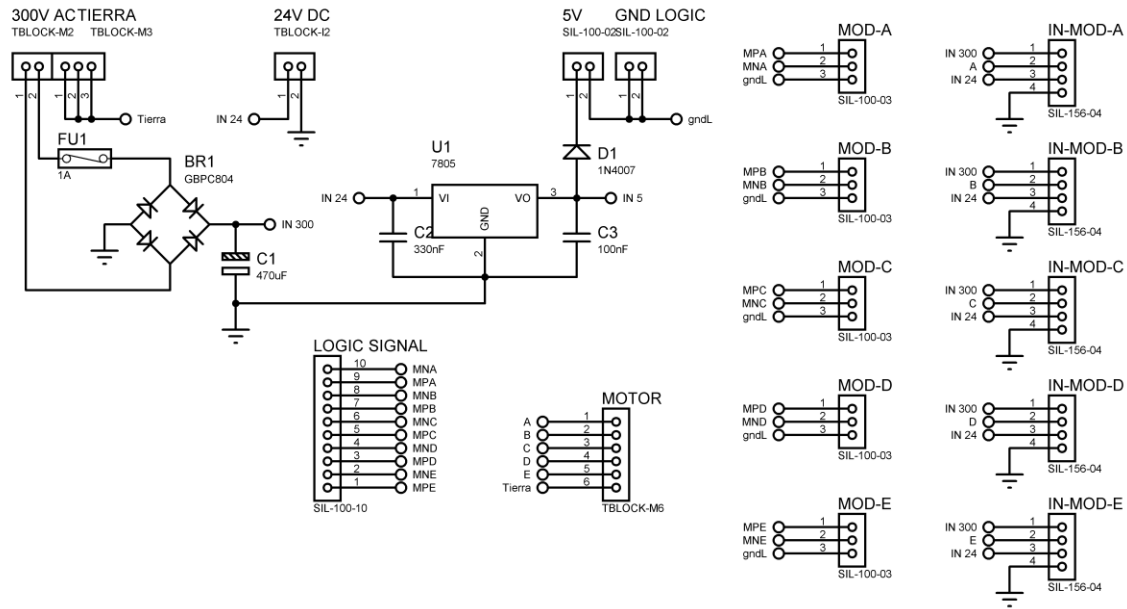 300V AC TIERRA
TBLOCK-M2 TBLOCK-M3
1 2 1 2 3
Tierra
FU1
1A
BR1
GBPC804
IN 300
C1
470uF
24V DC
TBLOCK-I2
1 2
IN 24
5V GND LOGIC
SIL-100-02 SIL-100-02
1 2 1 2
gndL
D1
1N4007
U1
7805
IN 24
1 VI VO 3
GND
2
IN 5
C2
330nF
C3
100nF
LOGIC SIGNAL
10 MNA
9 MPA
8 MNB
7 MPB
6 MNC
5 MPC
4 MND
3 MPD
2 MNE
1 MPE
SIL-100-10
MOTOR
A 1
B 2
C 3
D 4
E 5
Tierra 6
TBLOCK-M6
MOD-A
MPA 1
MNA 2
gndL 3
SIL-100-03
IN-MOD-A
IN 300 1
A 2
IN 24 3
4
SIL-156-04
MOD-B
MPB 1
MNB 2
gndL 3
SIL-100-03
IN-MOD-B
IN 300 1
B 2
IN 24 3
4
SIL-156-04
MOD-C
MPC 1
MNC 2
gndL 3
SIL-100-03
IN-MOD-C
IN 300 1
C 2
IN 24 3
4
SIL-156-04
MOD-D
MPD 1
MND 2
gndL 3
SIL-100-03
IN-MOD-D
IN 300 1
D 2
IN 24 3
4
SIL-156-04
MOD-E
MPE 1
MNE 2
gndL 3
SIL-100-03
IN-MOD-E
IN 300 1
E 2
IN 24 3
4
SIL-156-04